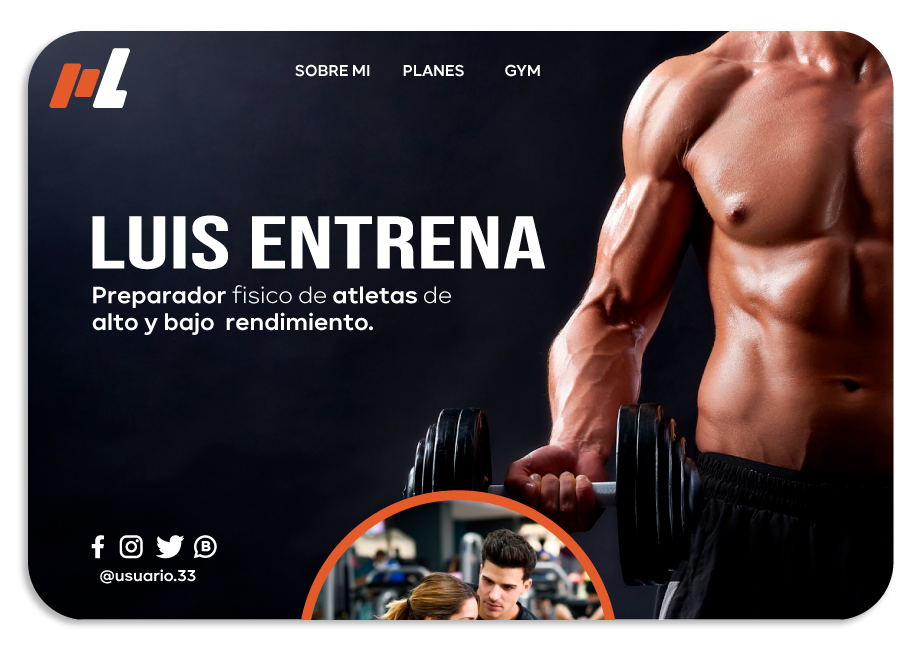 SOBRE MI PLANES GYM
LUIS ENTRENA
Preparador fisico de atletas de
alto y bajo rendimiento.
@usuario.33